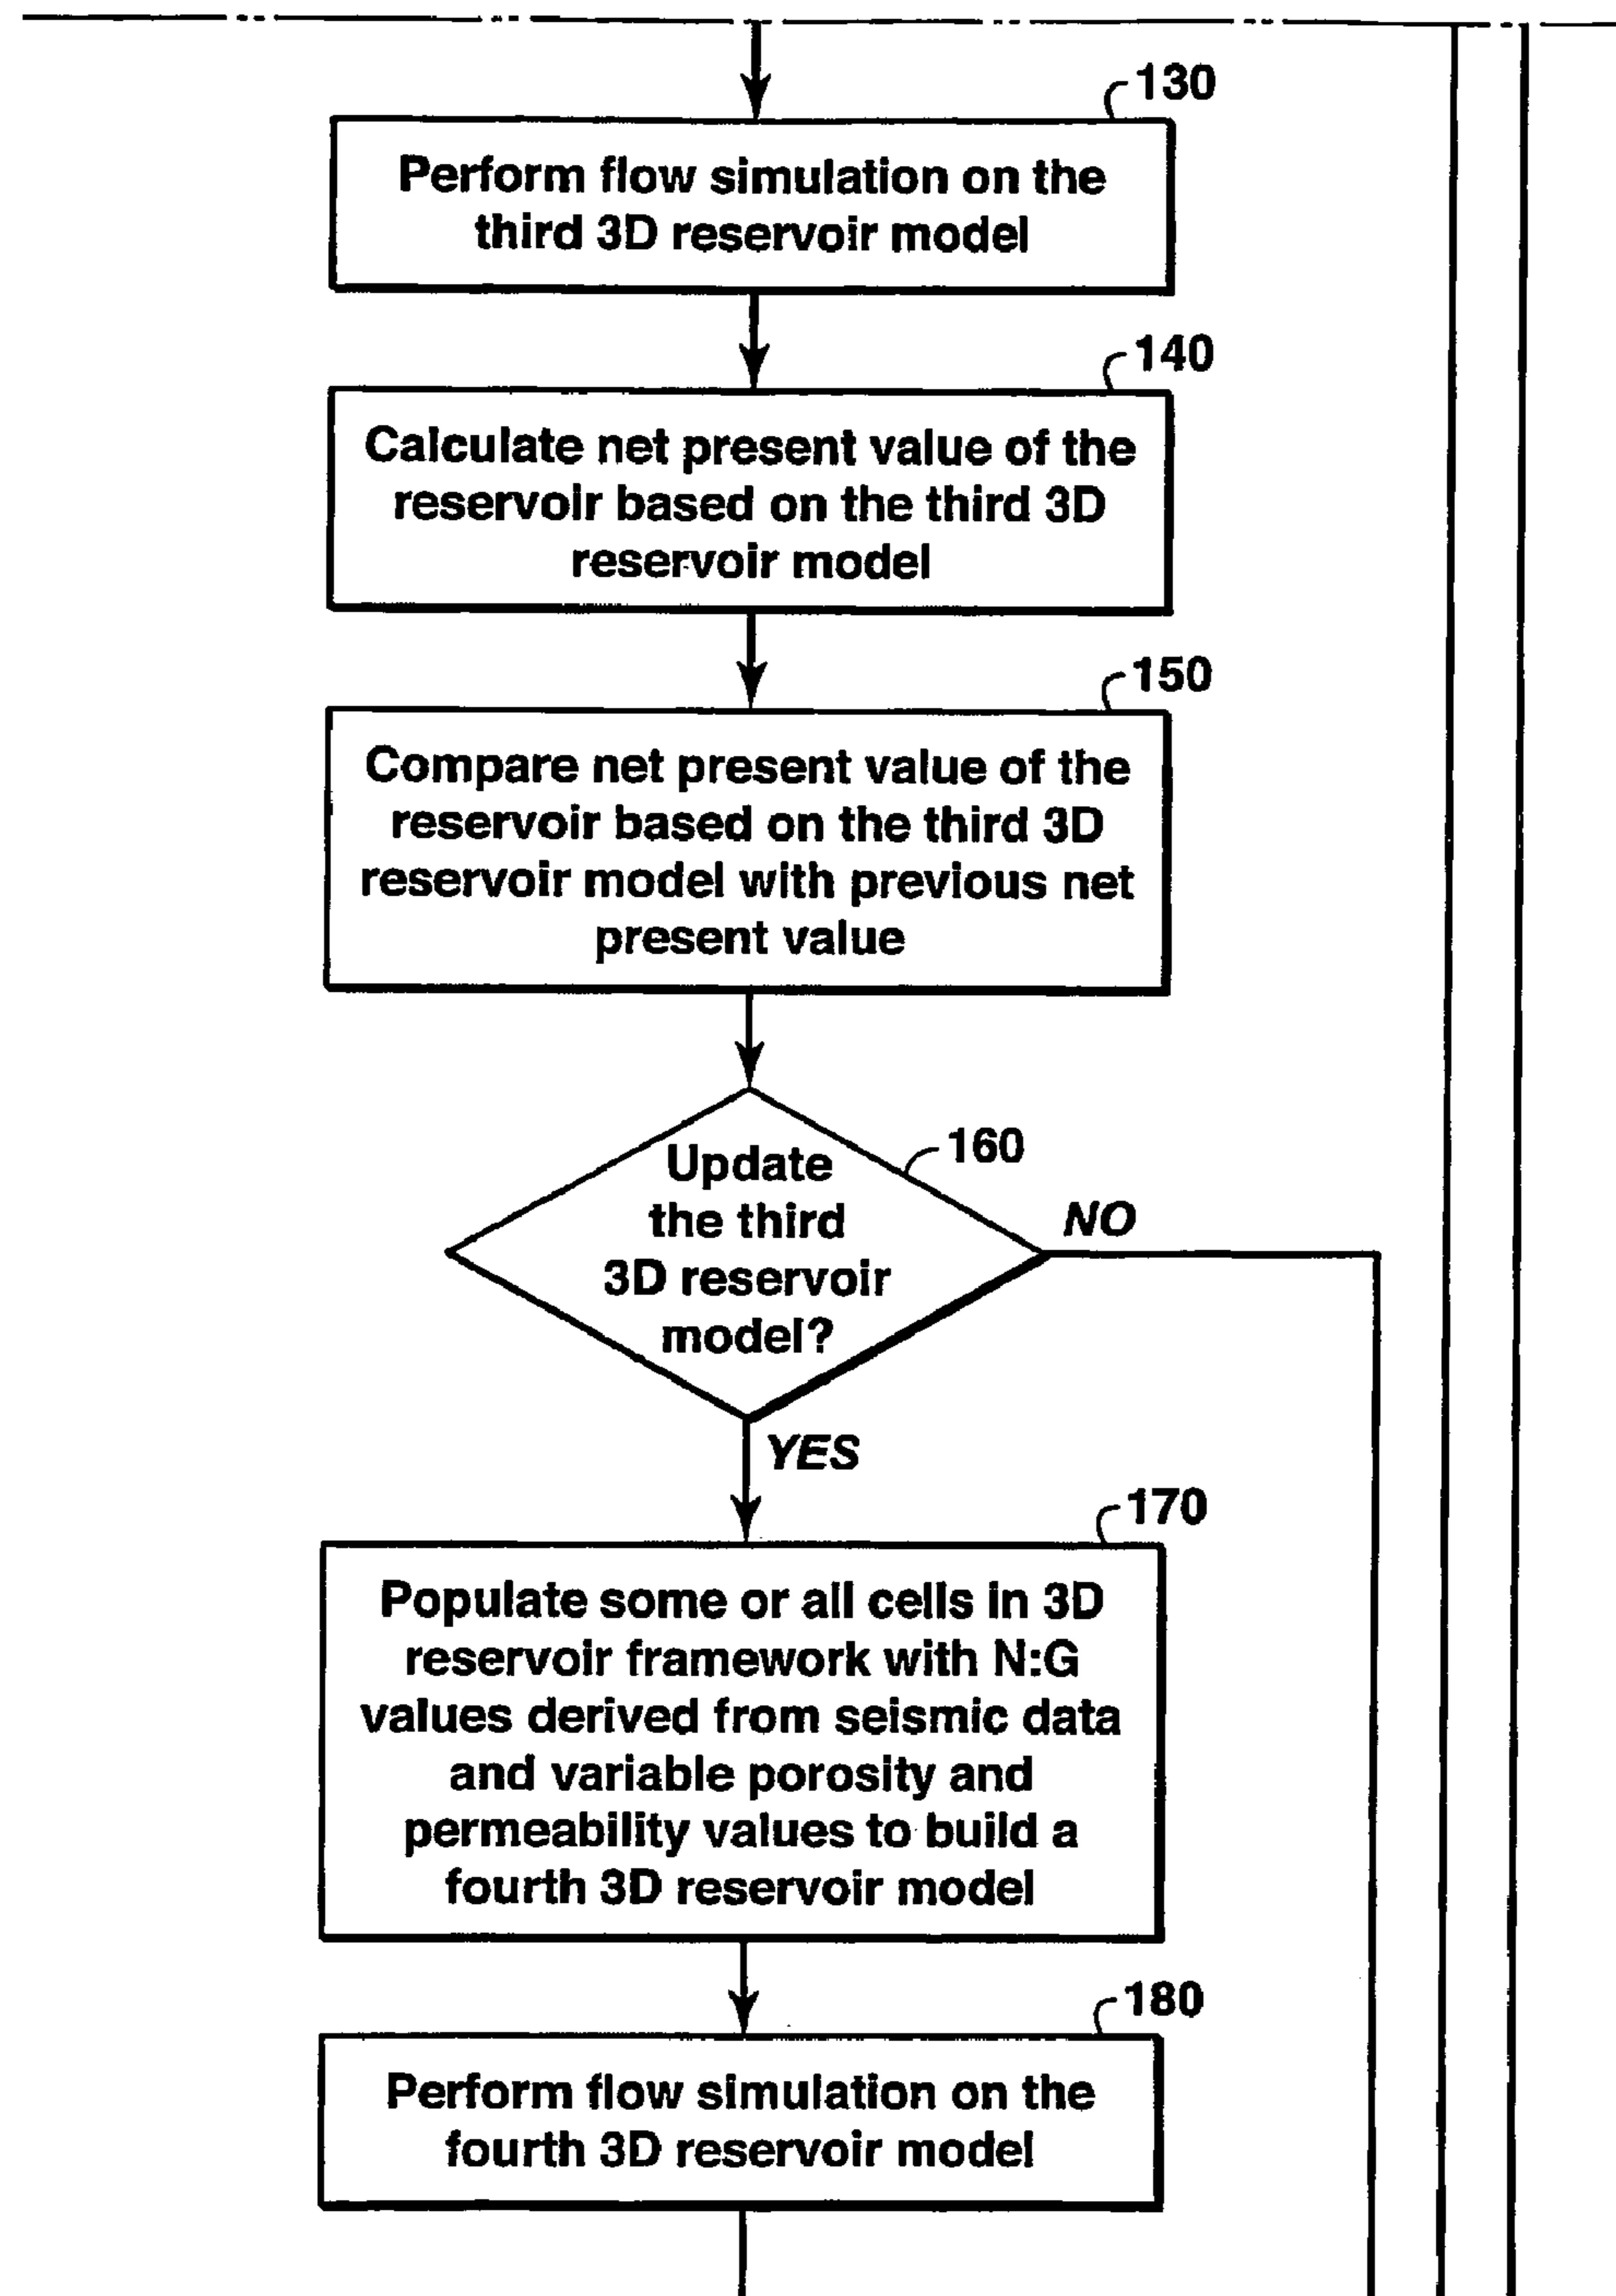 130
Perform flow simulation on the
third 3D reservoir model
140
Calculate net present value of the
reservoir based on the third 3D
reservoir model
150
Compare net present value of the
reservoir based on the third 3D
reservoir model with previous net
present value
160
Update
the third
3D reservoir
model?
NO
YES
170
Populate some or all cells in 3D
reservoir framework with N:G
values derived from seismic data
and variable porosity and
permeability values to build a
fourth 3D reservoir model
180
Perform flow simulation on the
fourth 3D reservoir model